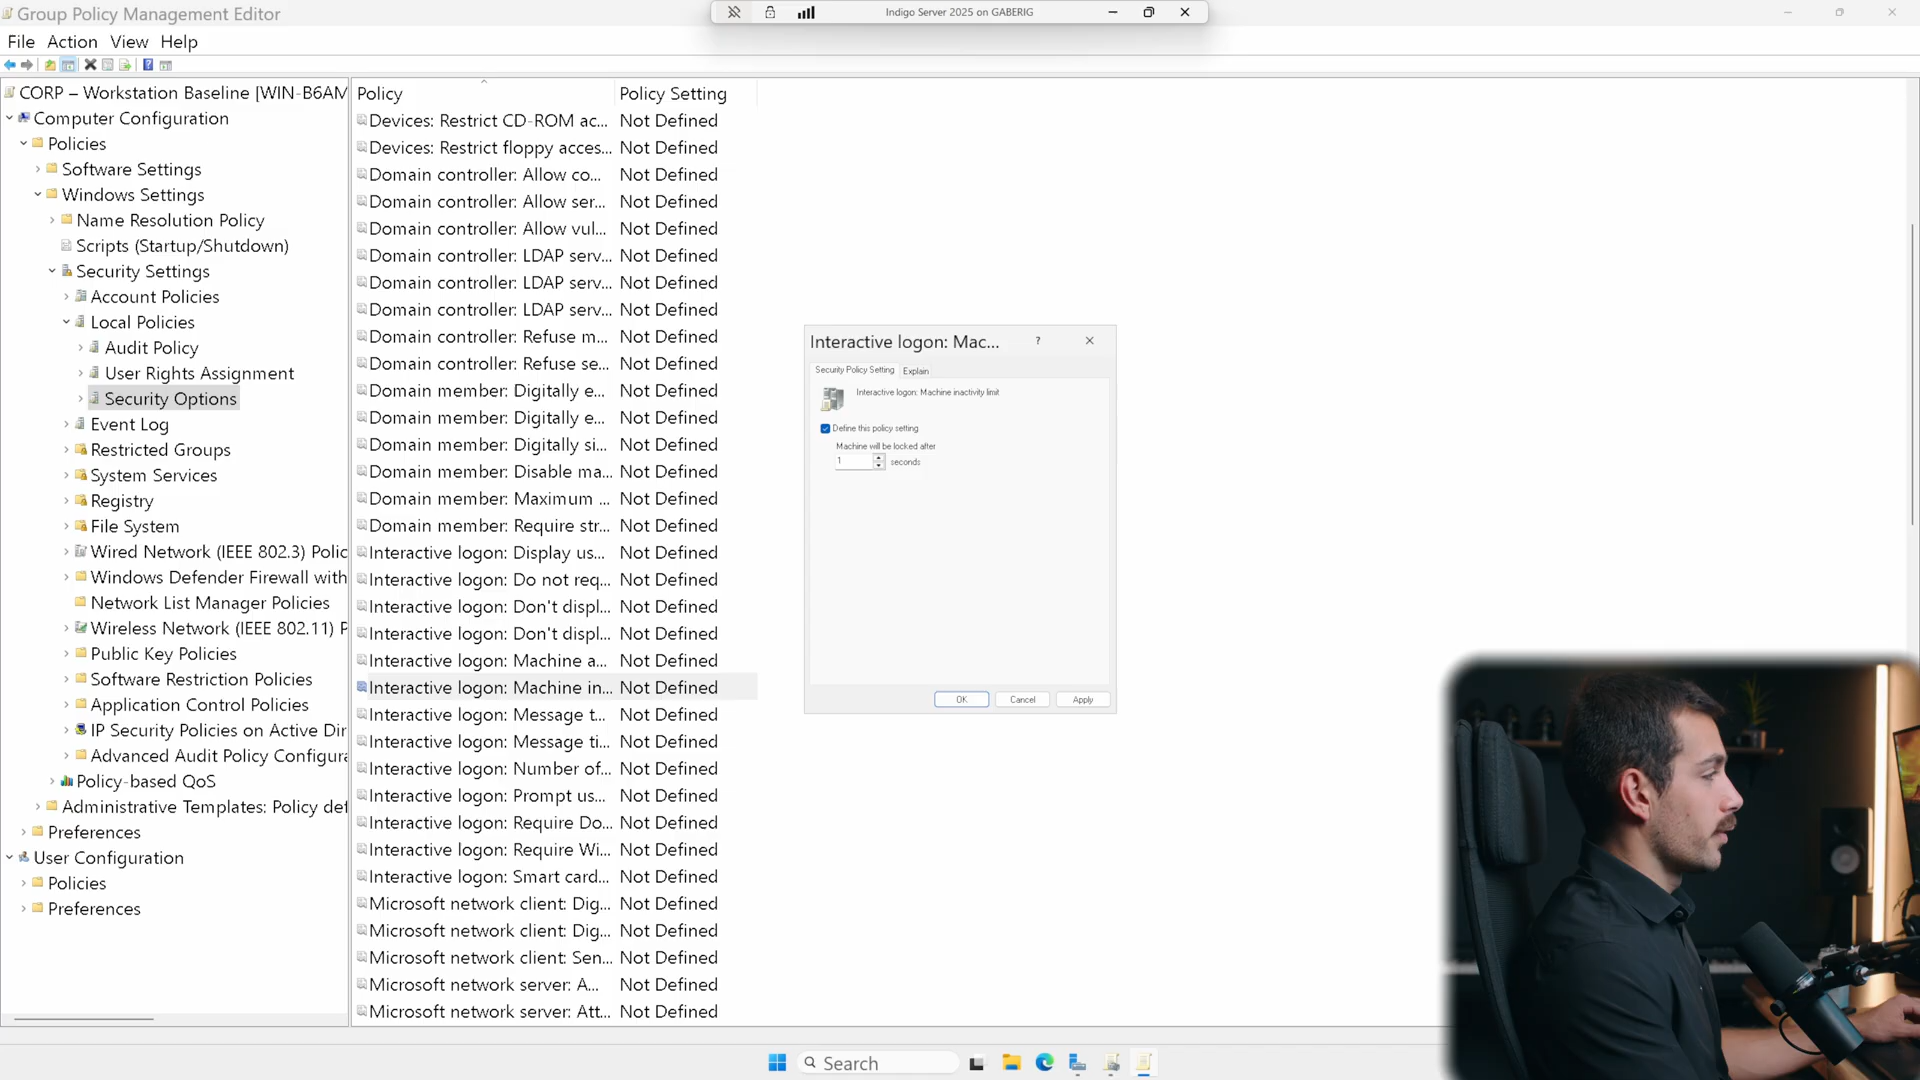 Group Policy Management Editor
Indigo Server 2025 on GABERIG
File Action View Help
CORP – Workstation Baseline [WIN-B6AM
Computer Configuration
Policies
Software Settings
Windows Settings
Name Resolution Policy
Scripts (Startup/Shutdown)
Security Settings
Account Policies
Local Policies
Audit Policy
User Rights Assignment
Security Options
Event Log
Restricted Groups
System Services
Registry
File System
Wired Network (IEEE 802.3) Polic
Windows Defender Firewall with
Network List Manager Policies
Wireless Network (IEEE 802.11) P
Public Key Policies
Software Restriction Policies
Application Control Policies
IP Security Policies on Active Dir
Advanced Audit Policy Configura
Policy-based QoS
Administrative Templates: Policy def
Preferences
User Configuration
Policies
Preferences
Policy Policy Setting
Devices: Restrict CD-ROM ac... Not Defined
Devices: Restrict floppy acces... Not Defined
Domain controller: Allow co... Not Defined
Domain controller: Allow ser... Not Defined
Domain controller: Allow vul... Not Defined
Domain controller: LDAP serv... Not Defined
Domain controller: LDAP serv... Not Defined
Domain controller: LDAP serv... Not Defined
Domain controller: Refuse m... Not Defined
Domain controller: Refuse se... Not Defined
Domain member: Digitally e... Not Defined
Domain member: Digitally e... Not Defined
Domain member: Digitally si... Not Defined
Domain member: Disable ma... Not Defined
Domain member: Maximum ... Not Defined
Domain member: Require str... Not Defined
Interactive logon: Display us... Not Defined
Interactive logon: Do not req... Not Defined
Interactive logon: Don't displ... Not Defined
Interactive logon: Don't displ... Not Defined
Interactive logon: Machine a... Not Defined
Interactive logon: Machine in... Not Defined
Interactive logon: Message t... Not Defined
Interactive logon: Message ti... Not Defined
Interactive logon: Number of... Not Defined
Interactive logon: Prompt us... Not Defined
Interactive logon: Require Do... Not Defined
Interactive logon: Require Wi... Not Defined
Interactive logon: Smart card... Not Defined
Microsoft network client: Dig... Not Defined
Microsoft network client: Dig... Not Defined
Microsoft network client: Sen... Not Defined
Microsoft network server: A... Not Defined
Microsoft network server: Att... Not Defined
Interactive logon: Mac... ?
Security Policy Setting Explain
Interactive logon: Machine inactivity limit
Define this policy setting
Machine will be locked after
1 seconds
OK Cancel Apply
Search